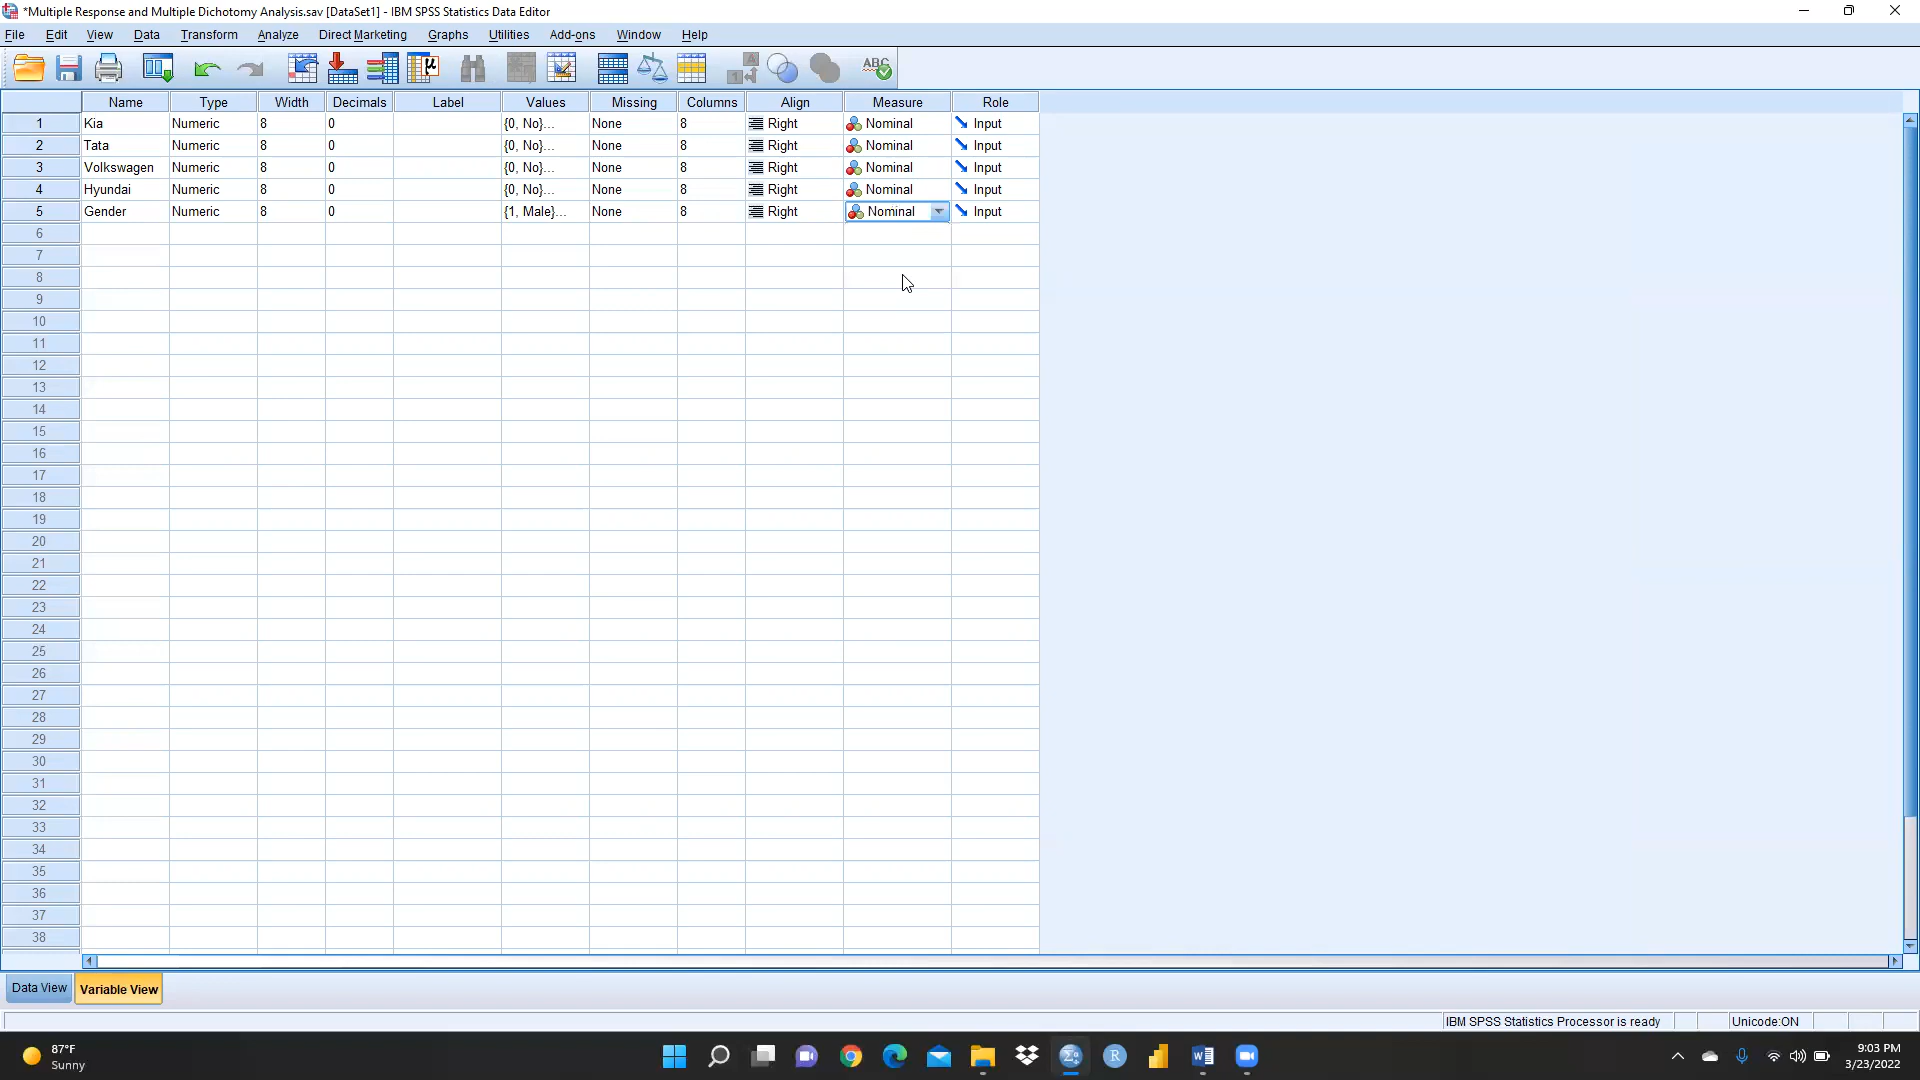 *Multiple Response and Multiple Dichotomy Analysis.sav [DataSet1] - IBM SPSS Statistics Data Editor
File Edit View Data Transform Analyze Direct Marketing Graphs Utilities Add-ons Window Help
Name Type Width Decimals Label Values Missing Columns Align Measure Role
1 Kia Numeric 8 0 {0, No}... None 8 Right Nominal Input
2 Tata Numeric 8 0 {0, No}... None 8 Right Nominal Input
3 Volkswagen Numeric 8 0 {0, No}... None 8 Right Nominal Input
4 Hyundai Numeric 8 0 {0, No}... None 8 Right Nominal Input
5 Gender Numeric 8 0 {1, Male}... None 8 Right Nominal Input
6
7
8
9
10
11
12
13
14
15
16
17
18
19
20
21
22
23
24
25
26
27
28
29
30
31
32
33
34
35
36
37
38
Data View Variable View
IBM SPSS Statistics Processor is ready Unicode:ON
87°F
Sunny
9:03 PM
3/23/2022